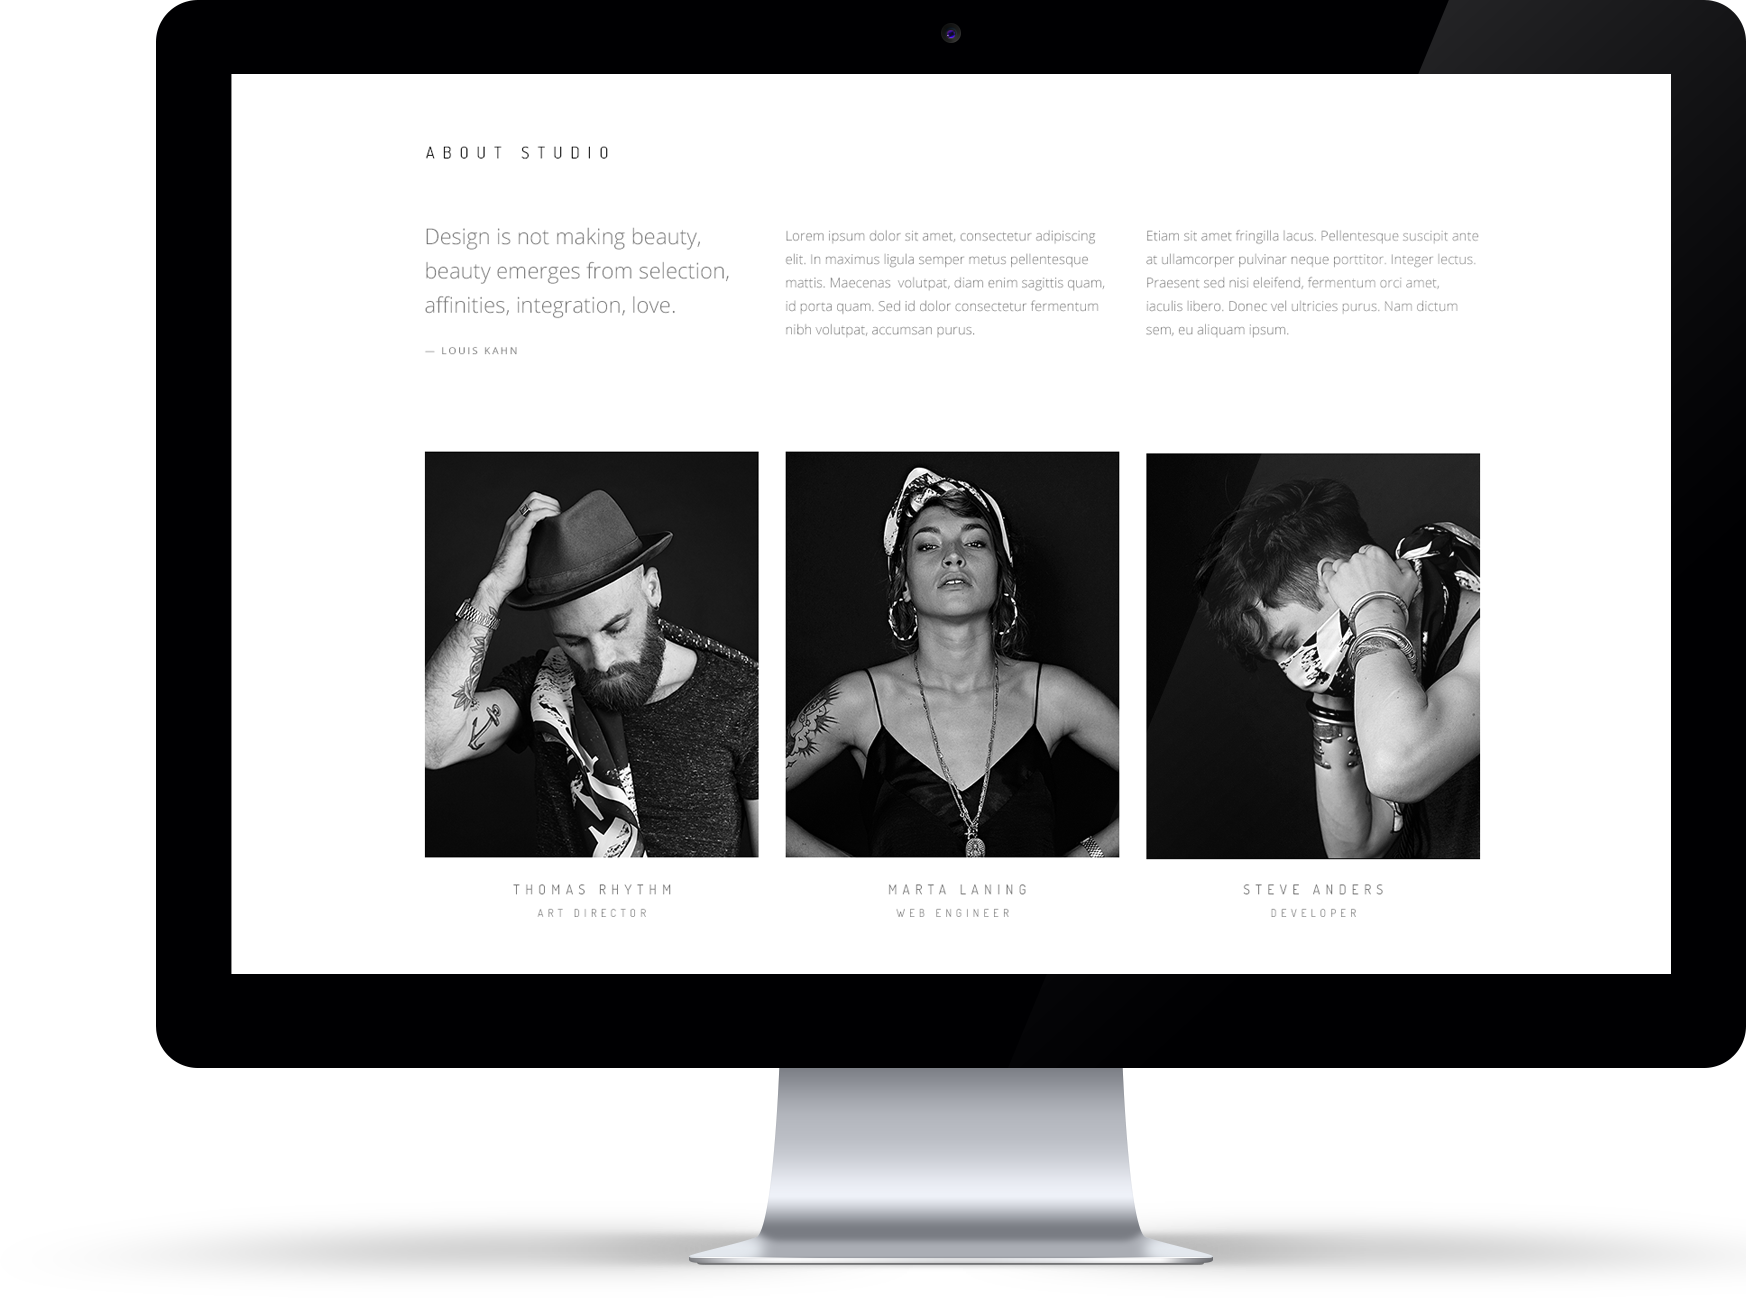 ABOUT STUDIO
Design is not making beauty,
beauty emerges from selection,
affinities, integration, love.
— LOUIS KAHN
Lorem ipsum dolor sit amet, consectetur adipiscing
elit. In maximus ligula semper metus pellentesque
mattis. Maecenas  volutpat, diam enim sagittis quam,
id porta quam. Sed id dolor consectetur fermentum
nibh volutpat, accumsan purus.
Etiam sit amet fringilla lacus. Pellentesque suscipit ante
at ullamcorper pulvinar neque porttitor. Integer lectus.
Praesent sed nisi eleifend, fermentum orci amet,
iaculis libero. Donec vel ultricies purus. Nam dictum
sem, eu aliquam ipsum.
THOMAS RHYTHM
ART DIRECTOR
MARTA LANING
WEB ENGINEER
STEVE ANDERS
DEVELOPER